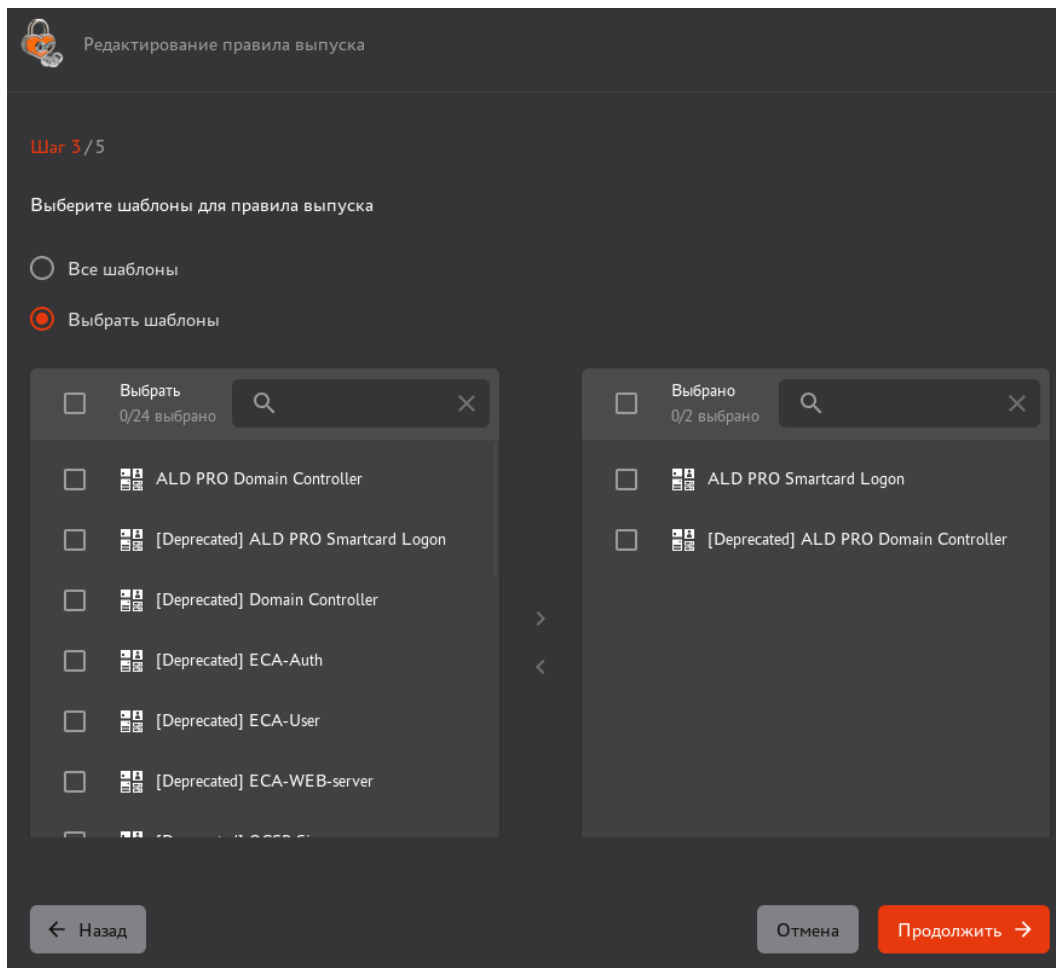 Редактирование правила выпуска
Шаг 3/5
Выберите шаблоны для правила выпуска
Все шаблоны
Выбрать шаблоны
Выбрать
0/24 выбрано
ALD PRO Domain Controller
[Deprecated] ALD PRO Smartcard Logon
[Deprecated] Domain Controller
[Deprecated] ECA-Auth
[Deprecated] ECA-User
[Deprecated] ECA-WEB-server
Выбрано
0/2 выбрано
ALD PRO Smartcard Logon
[Deprecated] ALD PRO Domain Controller
Назад
Отмена
Продолжить